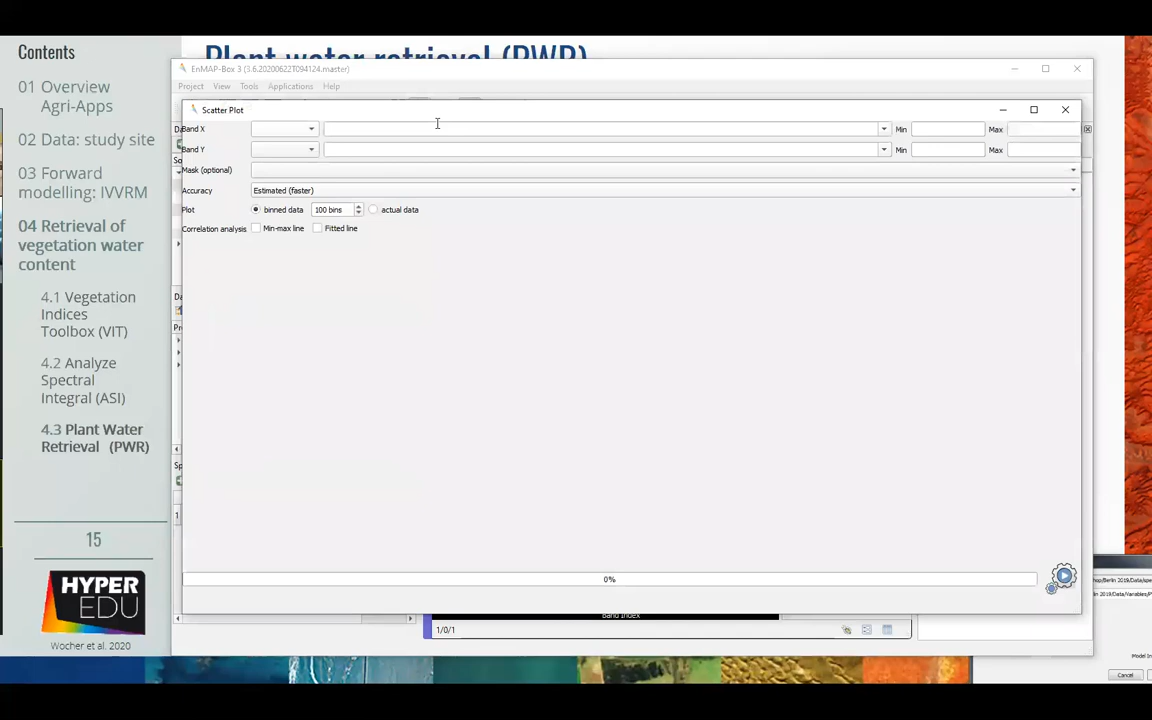 Contents
01 Overview
Agri-Apps
02 Data: study site
03 Forward
modelling: IVVRM
04 Retrieval of
vegetation water
content
4.1 Vegetation
Indices
Toolbox (VIT)
4.2 Analyze
Spectral
Integral (ASI)
4.3 Plant Water
Retrieval (PWR)
15
HYPER
EDU
Wocher et al. 2020
Plant water retrieval (PWR)
EnMAP-Box 3 (3.6.20200622T094124.master)
Project View Tools Applications Help
Scatter Plot
Band X Min Max
Band Y Min Max
Mask (optional)
Accuracy Estimated (faster)
Plot binned data 100 bins actual data
Correlation analysis Min-max line Fitted line
0%
Band Index
1/0/1
Cancel